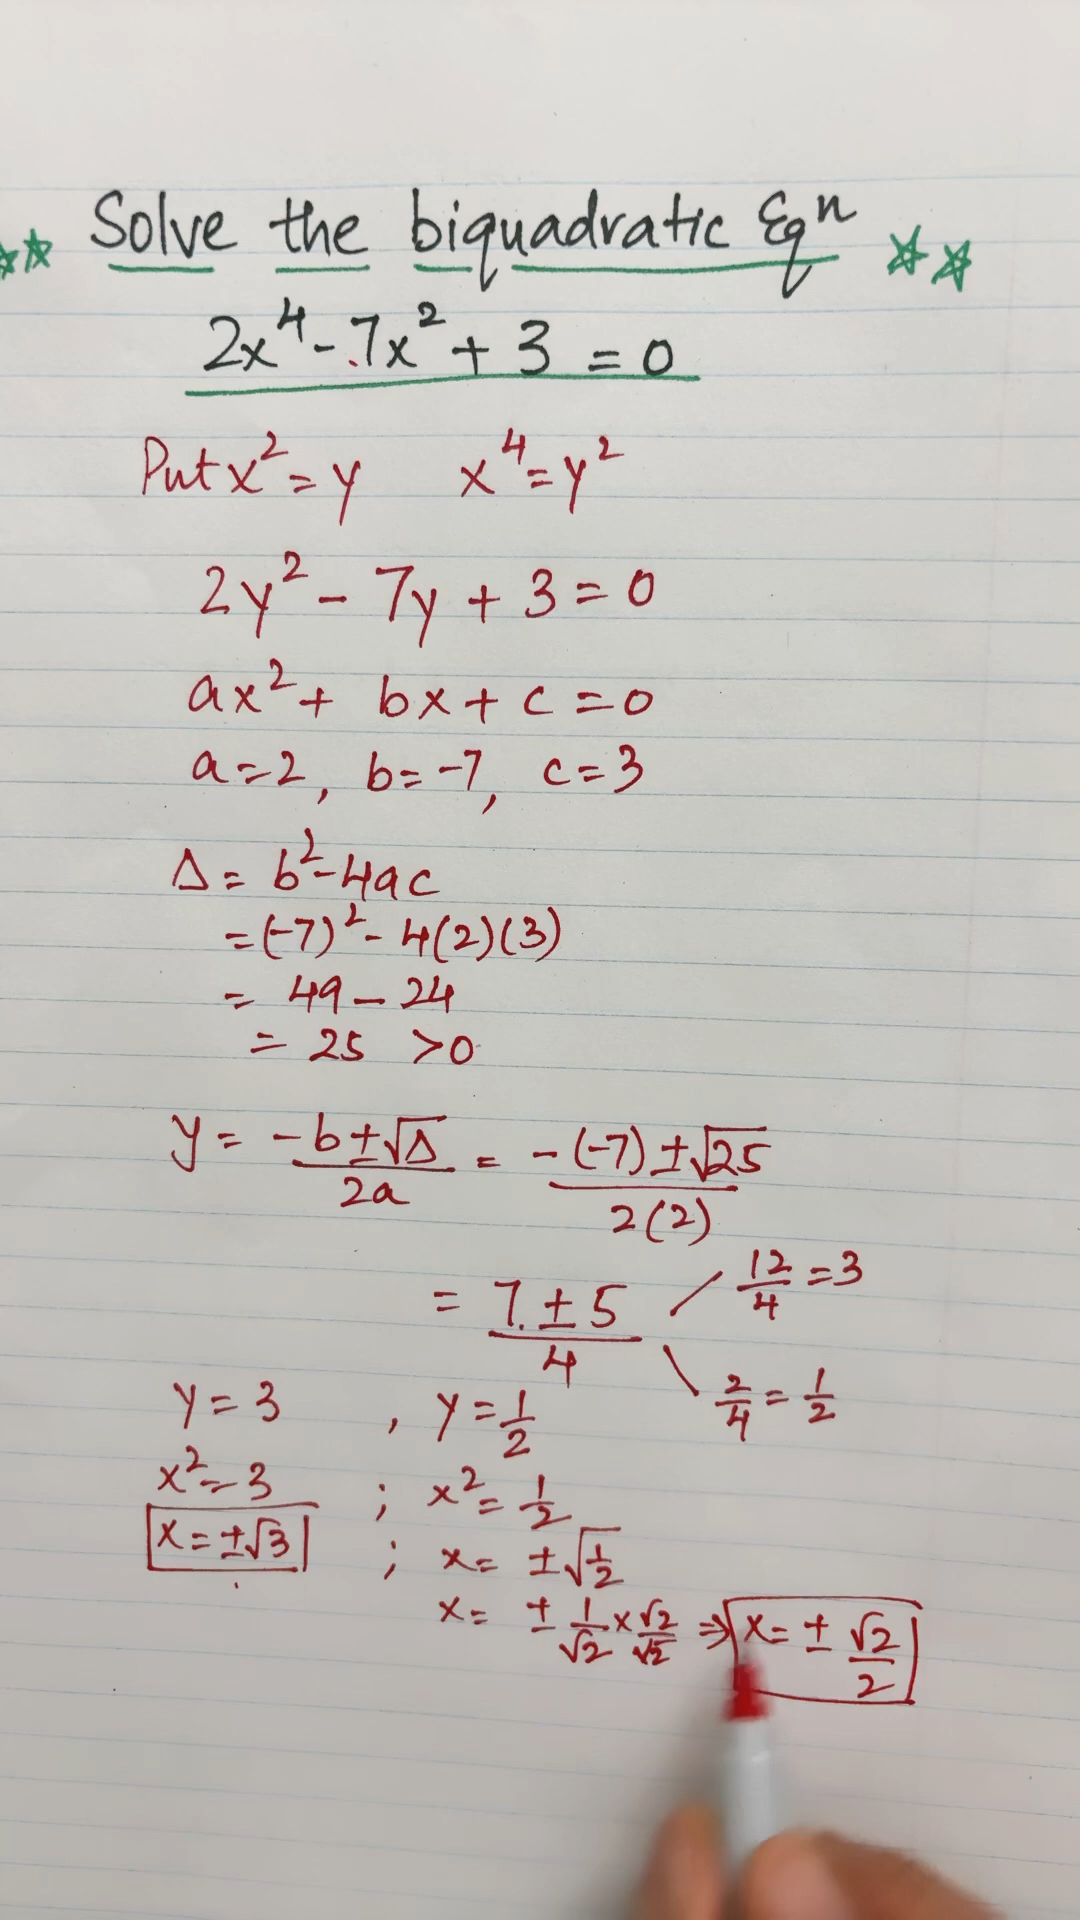 Solve the biquadratic Eqⁿ
2x⁴ - 7x² + 3 = 0
Put x² = y x⁴ = y²
2y² - 7y + 3 = 0
ax² + bx + c = 0
a = 2, b = -7, c = 3
Δ = b² - 4ac
= (-7)² - 4(2)(3)
= 49 - 24
= 25 > 0
y = (-b ± √Δ)/2a = (-(-7) ± √25)/2(2)
= (7 ± 5)/4 12/4 = 3
2/4 = 1/2
y = 3 , y = 1/2
x² = 3 ; x² = 1/2
x = ±√3 ; x = ± √(1/2)
x = ± 1/√2 × √2/√2 ⇒ x = ± √2/2